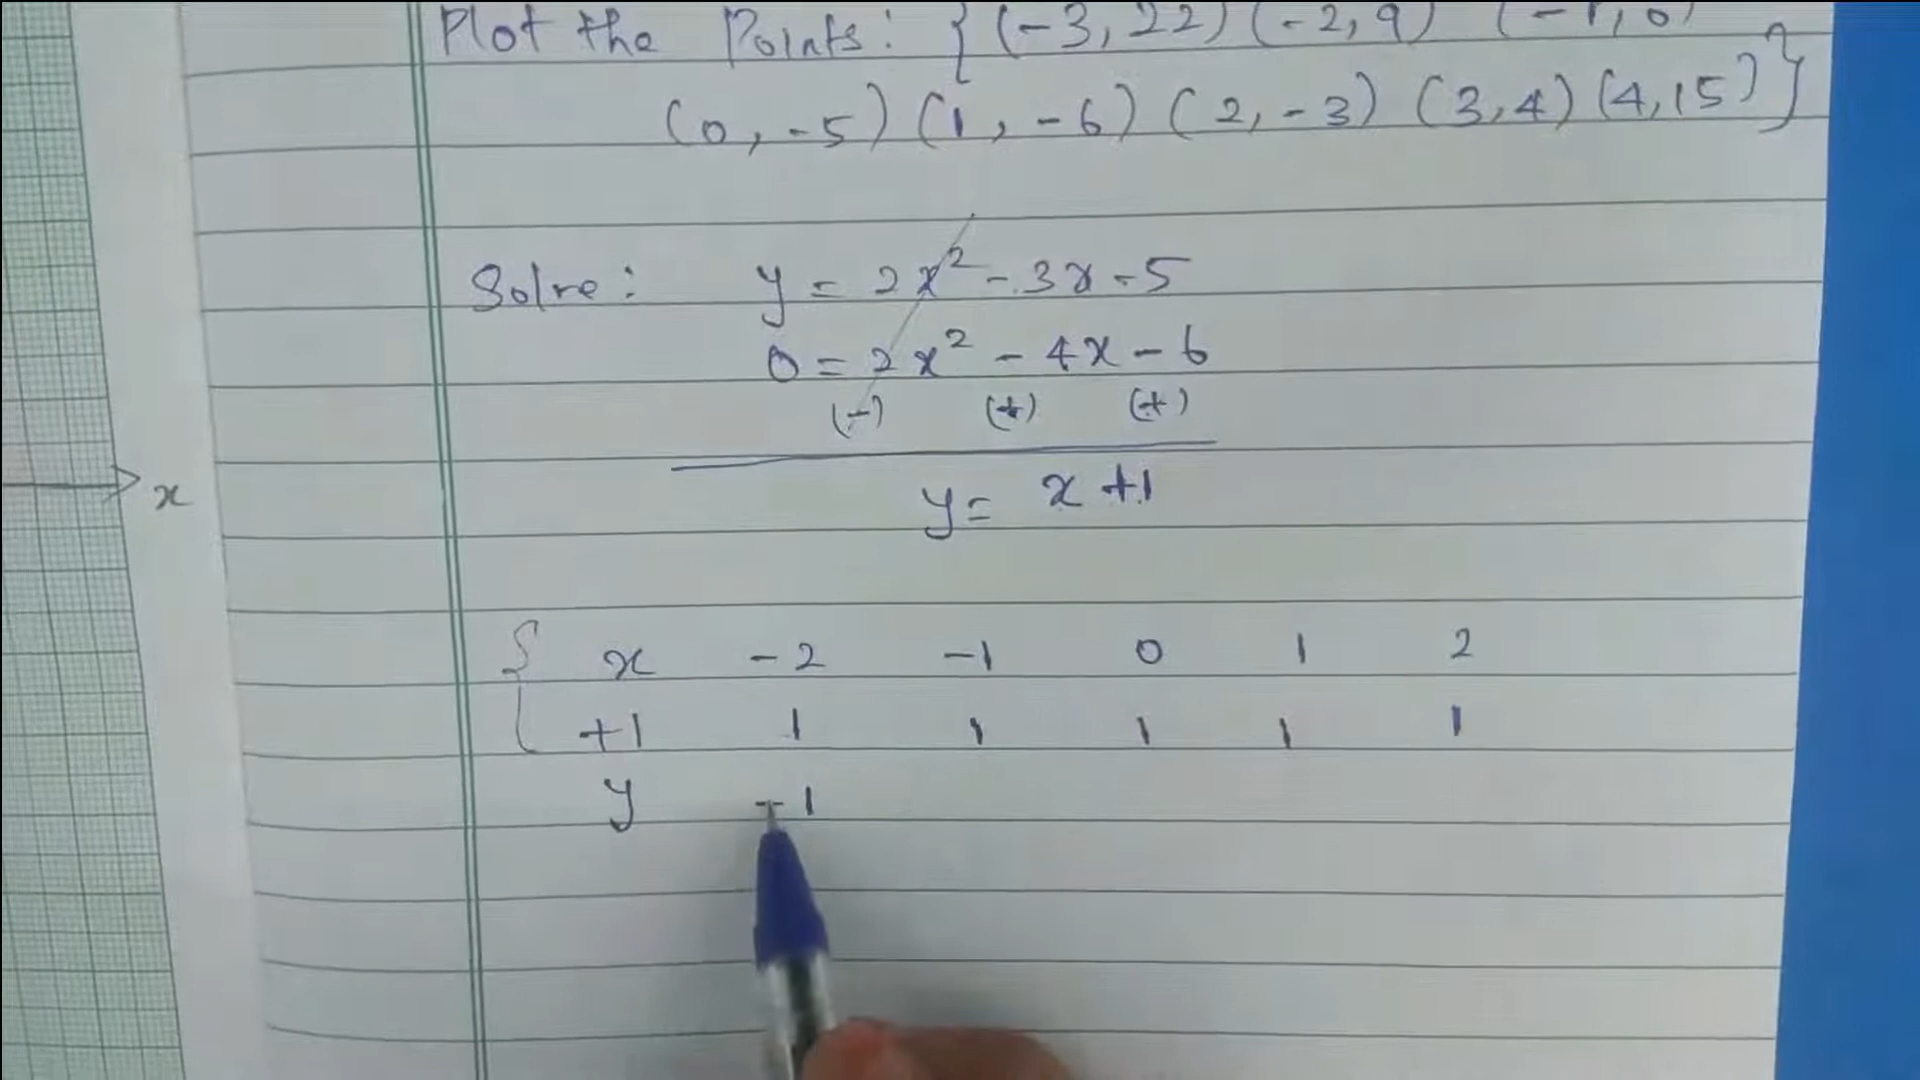 Plot the Points: {(-3, 22) (-2, 9) (-1, 0)
(0, -5) (1, -6) (2, -3) (3, 4) (4, 15)}
Solve: y = 2x² - 3x - 5
0 = 2x² - 4x - 6
(-) (+) (+)
x
y = x + 1
{ x -2 -1 0 1 2
+1 1 1 1 1 1
y -1